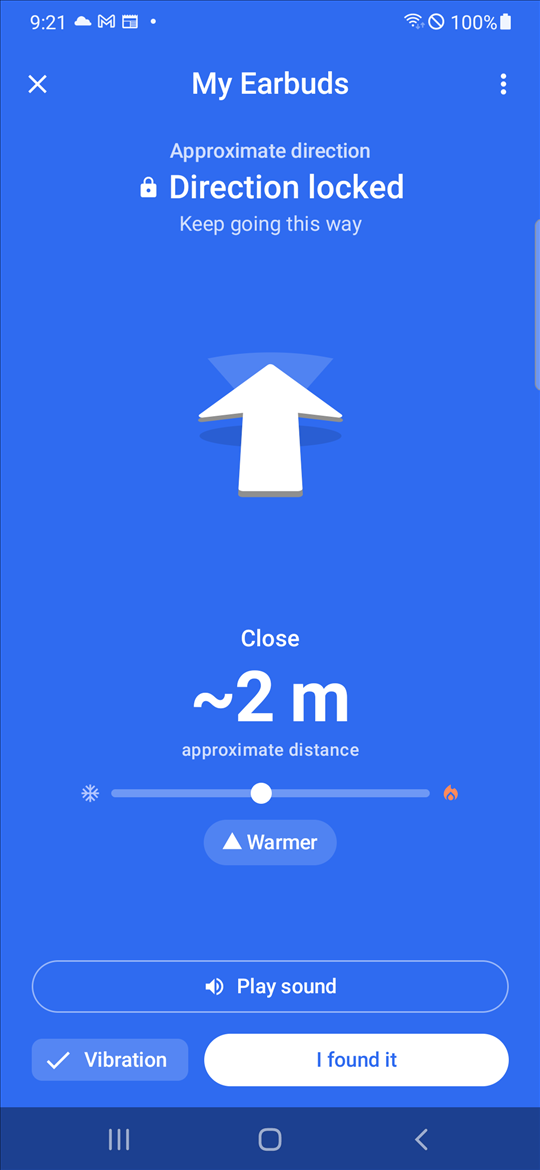 9:21
100%
My Earbuds
Approximate direction
Direction locked
Keep going this way
Close
~2 m
approximate distance
Warmer
Play sound
Vibration
I found it